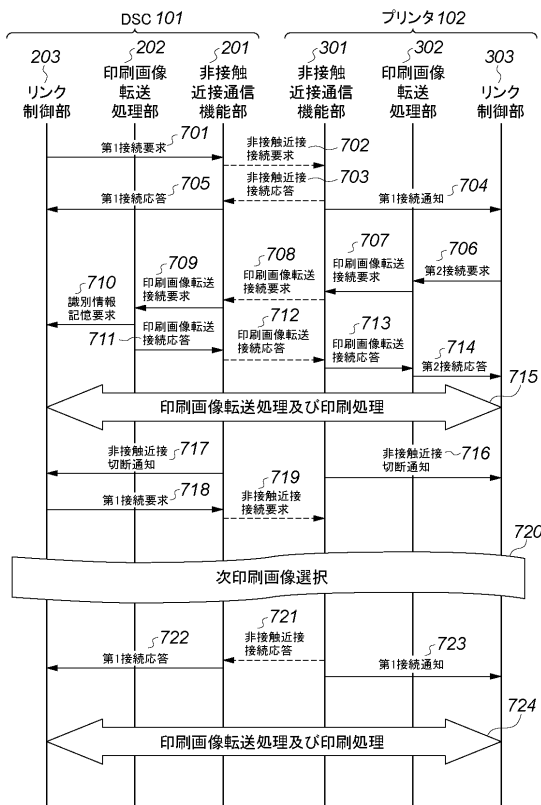 DSC 101
プリンタ102
203
202
201
301
302
303
リンク
制御部
印刷画像
転送
処理部
非接触
近接通信
機能部
非接触
近接通信
機能部
印刷画像
転送
処理部
リンク
制御部
701
第1接続要求
非接触近接
接続要求
702
非接触近接
接続応答
703
705
第1接続応答
704
第1接続通知
706
第2接続要求
707
印刷画像転送
接続要求
708
印刷画像転送
接続要求
709
印刷画像転送
接続要求
710
識別情報
記憶要求
711
印刷画像転送
接続応答
712
印刷画像転送
接続応答
713
印刷画像転送
接続応答
714
第2接続応答
715
印刷画像転送処理及び印刷処理
非接触近接
切断通知
717
非接触近接
切断通知
716
第1接続要求
718
719
非接触近接
接続要求
720
次印刷画像選択
721
非接触近接
接続応答
722
第1接続応答
723
第1接続通知
724
印刷画像転送処理及び印刷処理